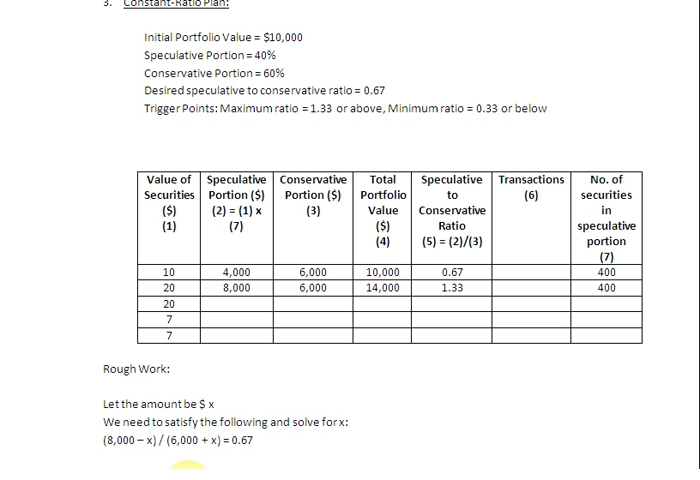 3. Constant-Ratio Plan:
Initial Portfolio Value = $10,000
Speculative Portion = 40%
Conservative Portion = 60%
Desired speculative to conservative ratio = 0.67
Trigger Points: Maximum ratio = 1.33 or above, Minimum ratio = 0.33 or below
Value of Securities ($) (1) | Speculative Portion ($) (2) = (1) x (7) | Conservative Portion ($) (3) | Total Portfolio Value ($) (4) | Speculative to Conservative Ratio (5) = (2)/(3) | Transactions (6) | No. of securities in speculative portion (7)
10 4,000 6,000 10,000 0.67 400
20 8,000 6,000 14,000 1.33 400
20
7
7
Rough Work:
Let the amount be $ x
We need to satisfy the following and solve for x:
(8,000 – x) / (6,000 + x) = 0.67